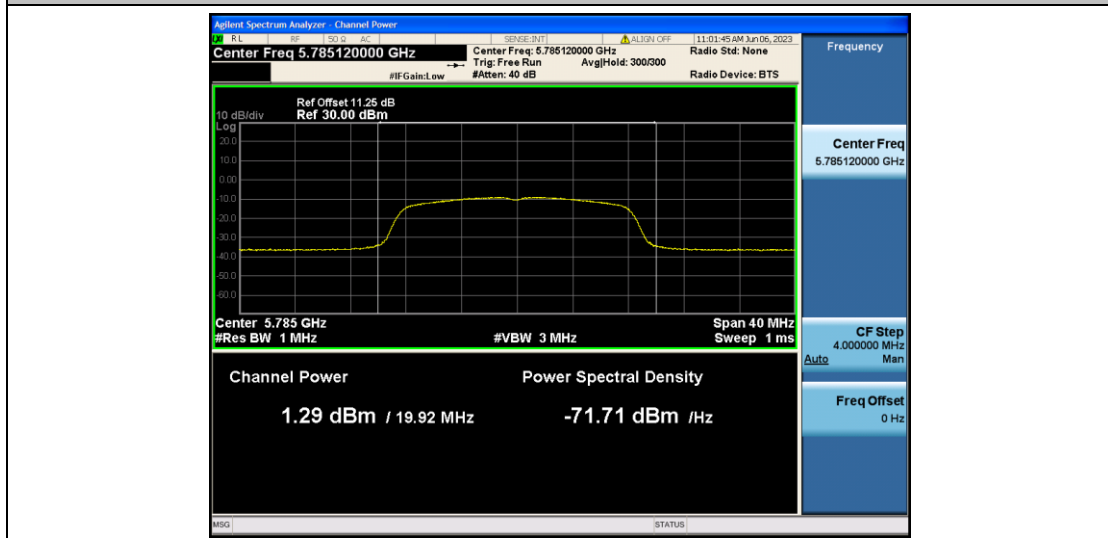 Agilent Spectrum Analyzer - Channel Power
RL RF 50 Ω AC SENSE:INT ALIGN OFF 11:01:45 AM Jun 06, 2023
Center Freq 5.785120000 GHz
Center Freq: 5.785120000 GHz
Radio Std: None
Trig: Free Run Avg|Hold: 300/300
#IFGain:Low
#Atten: 40 dB
Radio Device: BTS
Ref Offset 11.25 dB
10 dB/div Ref 30.00 dBm
Log
20.0
10.0
0.00
-10.0
-20.0
-30.0
-40.0
-50.0
-60.0
Center 5.785 GHz
Span 40 MHz
#Res BW 1 MHz
#VBW 3 MHz
Sweep 1 ms
Channel Power
Power Spectral Density
1.29 dBm / 19.92 MHz
-71.71 dBm /Hz
Frequency
Center Freq
5.785120000 GHz
CF Step
4.000000 MHz
Auto Man
Freq Offset
0 Hz
MSG
STATUS